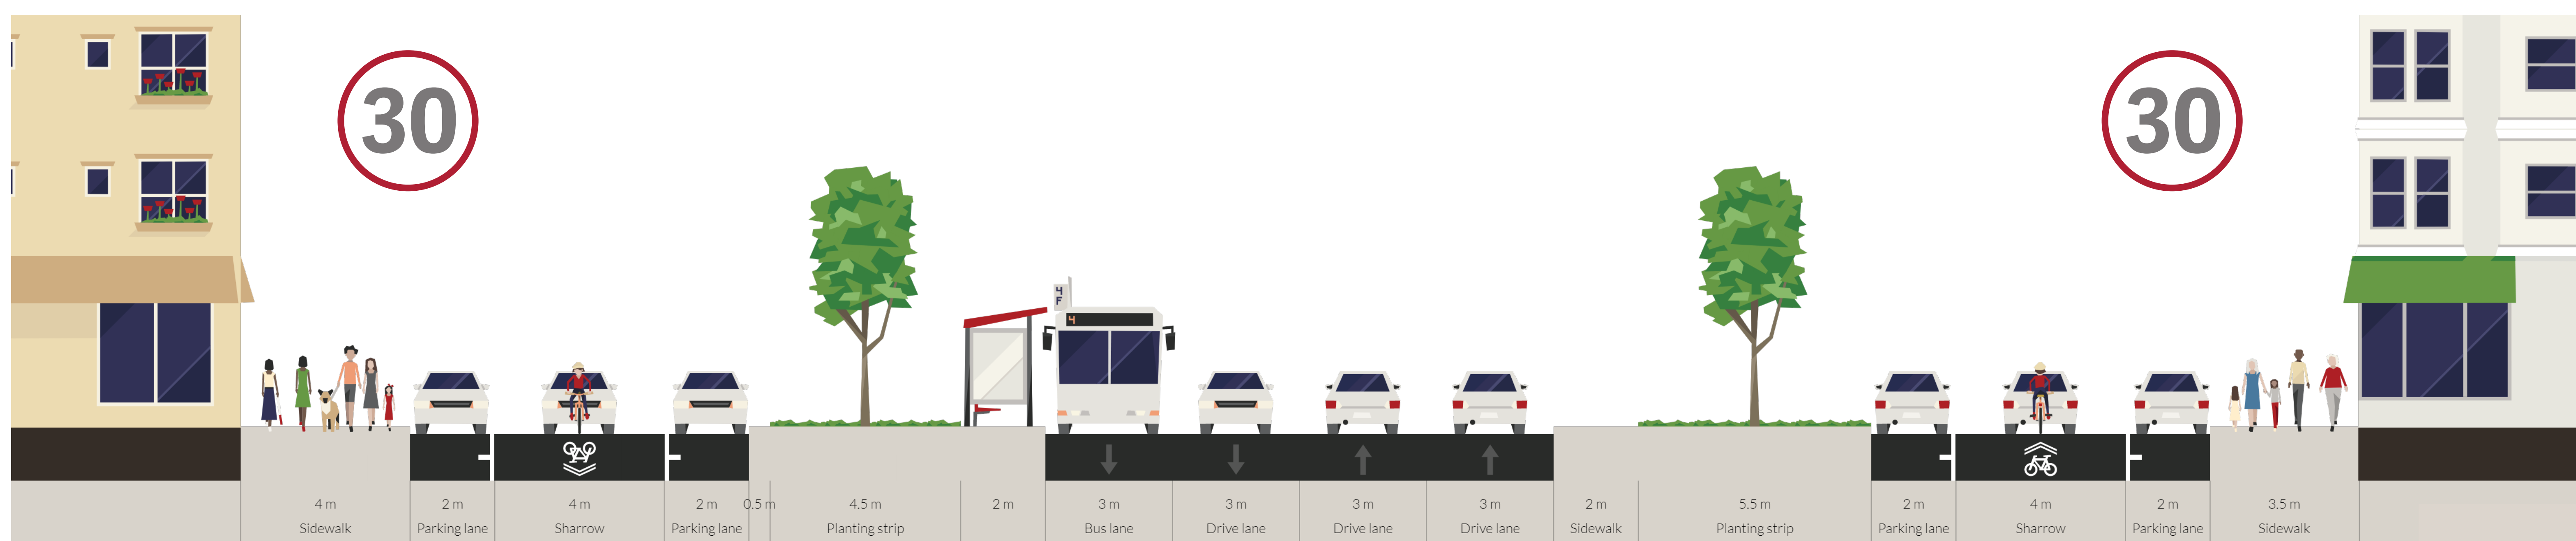 30
30
4
F
4
4 m
2 m
4 m
2 m
0.5 m
4.5 m
2 m
3 m
3 m
3 m
3 m
2 m
5.5 m
2 m
4 m
2 m
3.5 m
Sidewalk
Parking lane
Sharrow
Parking lane
Planting strip
Bus lane
Drive lane
Drive lane
Drive lane
Sidewalk
Planting strip
Parking lane
Sharrow
Parking lane
Sidewalk